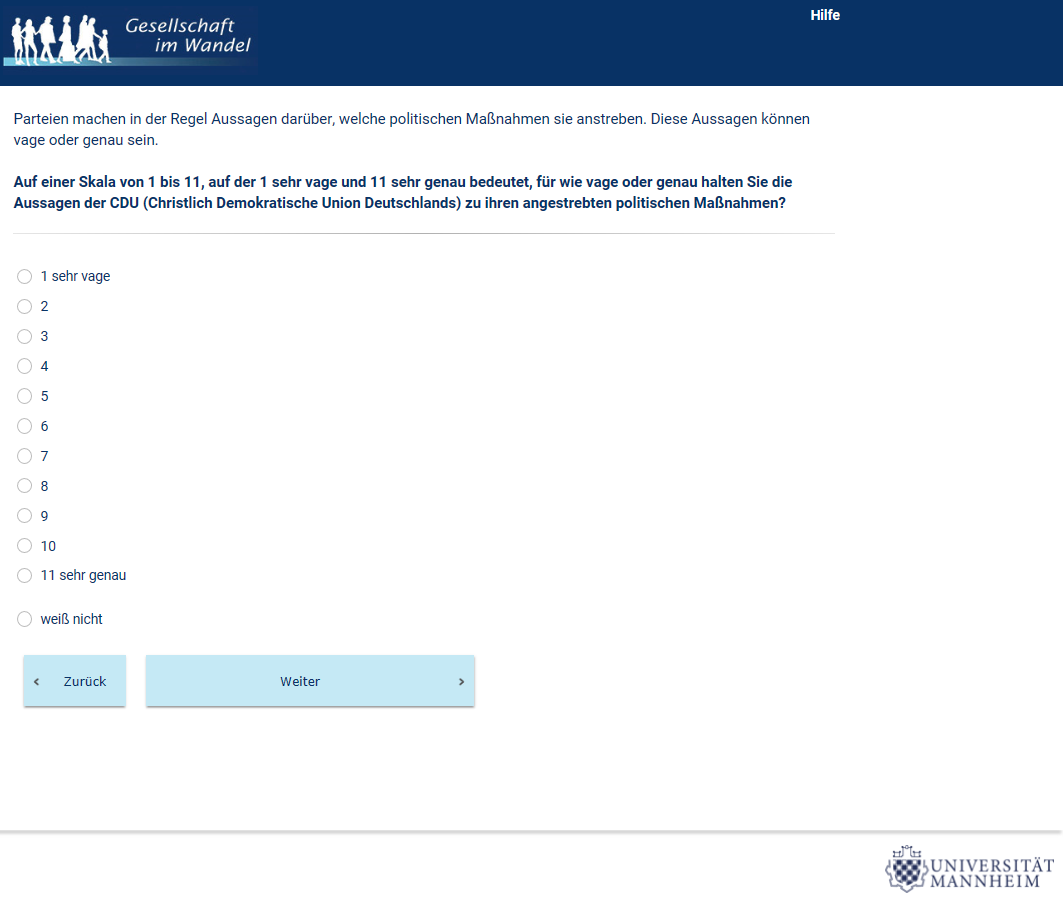 Gesellschaft
im Wandel
Hilfe
Parteien machen in der Regel Aussagen darüber, welche politischen Maßnahmen sie anstreben. Diese Aussagen können
vage oder genau sein.
Auf einer Skala von 1 bis 11, auf der 1 sehr vage und 11 sehr genau bedeutet, für wie vage oder genau halten Sie die
Aussagen der CDU (Christlich Demokratische Union Deutschlands) zu ihren angestrebten politischen Maßnahmen?
1 sehr vage
2
3
4
5
6
7
8
9
10
11 sehr genau
weiß nicht
‹ Zurück
Weiter ›
UNIVERSITÄT
MANNHEIM